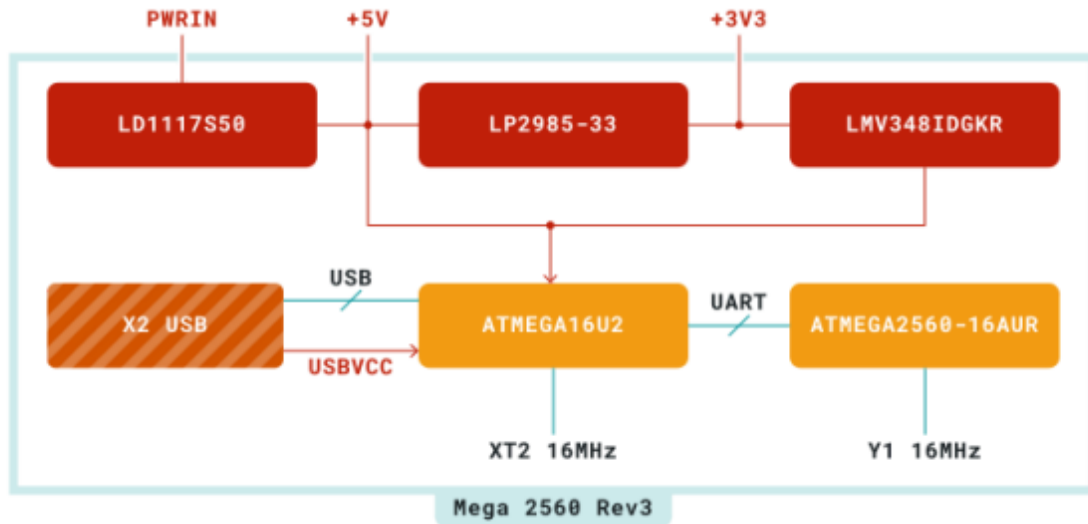 PWRIN
+5V
+3V3
LD1117S50
LP2985-33
LMV348IDGKR
USB
UART
X2 USB
ATMEGA16U2
ATMEGA2560-16AUR
USBVCC
XT2 16MHz
Y1 16MHz
Mega 2560 Rev3